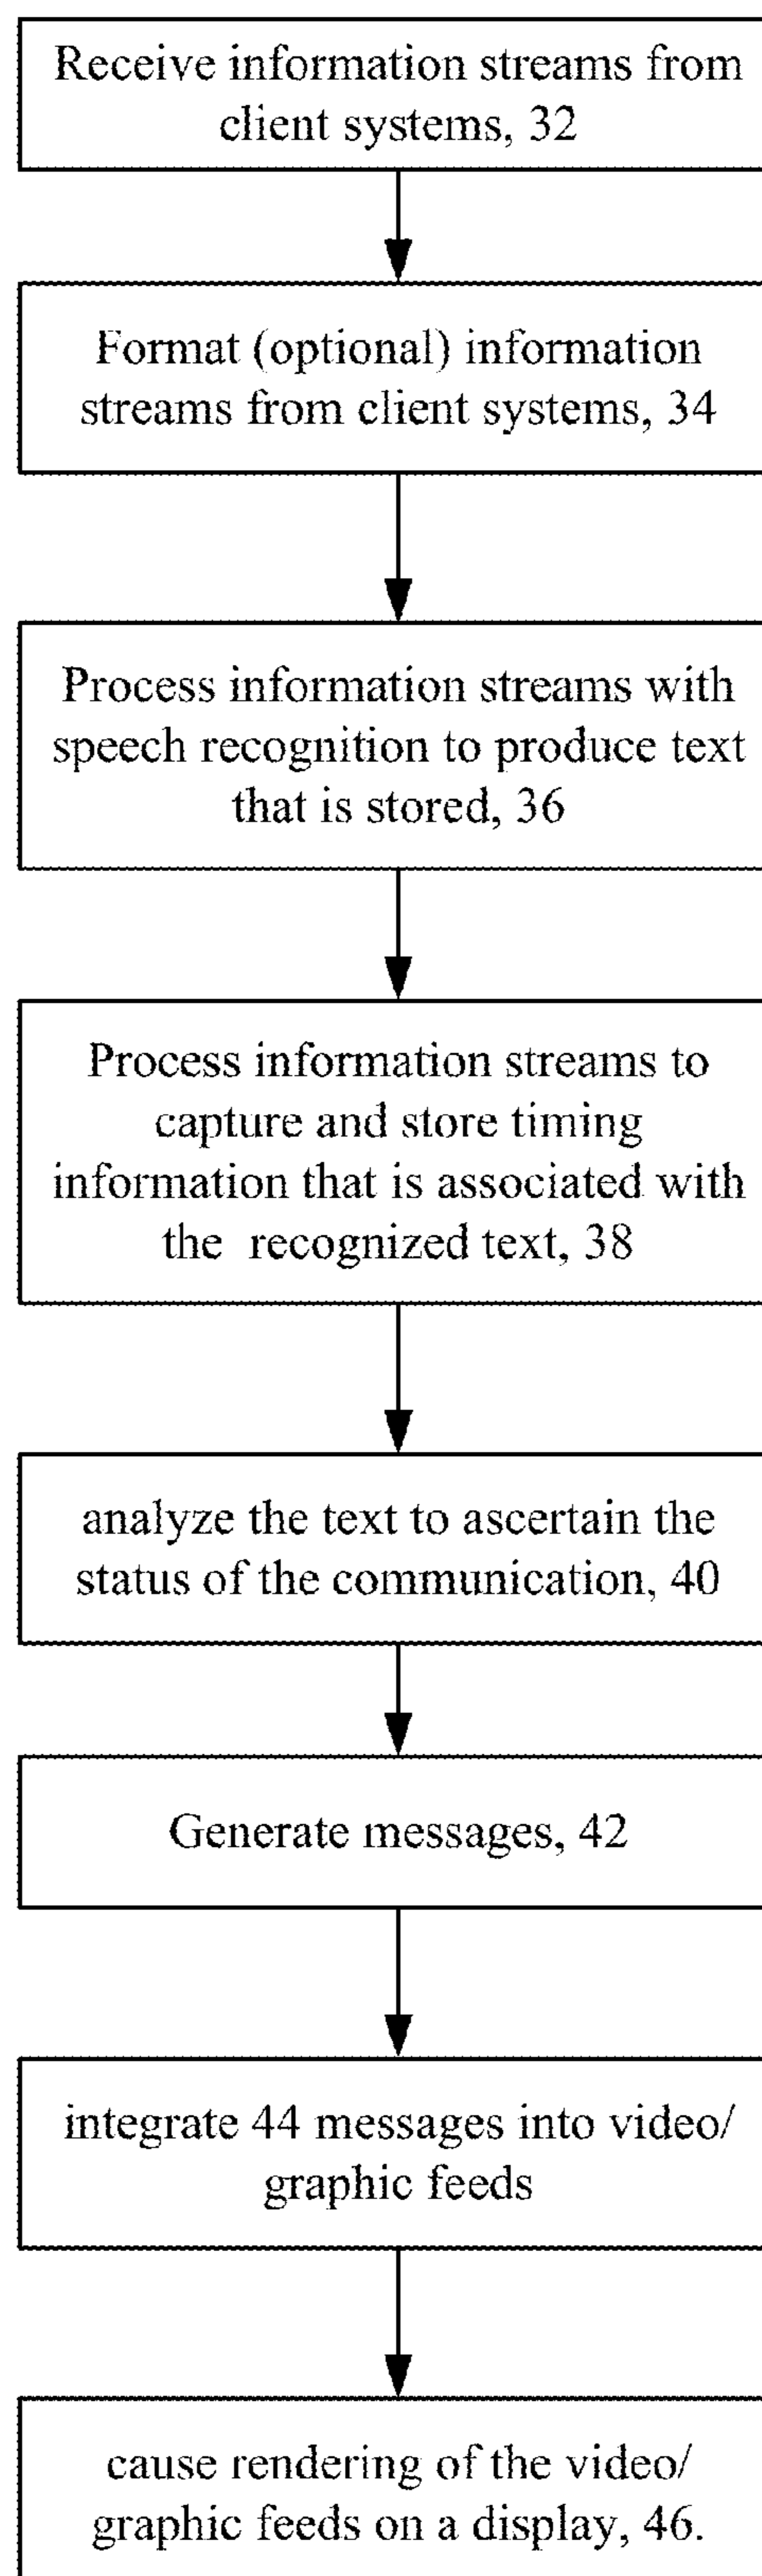 Receive information streams from
client systems, 32
Format (optional) information
streams from client systems, 34
Process information streams with
speech recognition to produce text
that is stored, 36
Process information streams to
capture and store timing
information that is associated with
the recognized text, 38
analyze the text to ascertain the
status of the communication, 40
Generate messages, 42
integrate 44 messages into video/
graphic feeds
cause rendering of the video/
graphic feeds on a display, 46.